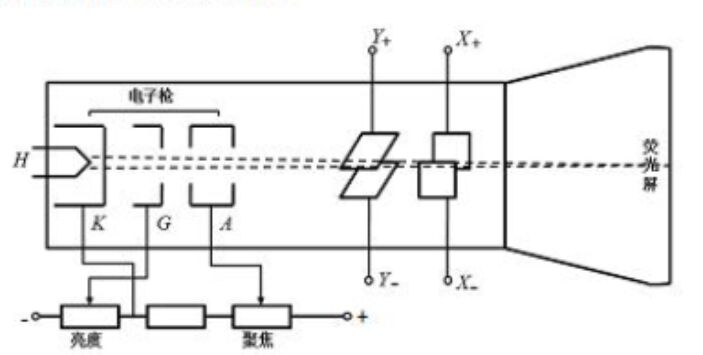 Y+
X+
电子枪
H
荧光屏
K
G
A
Y-
X-
-
+
亮度
聚焦